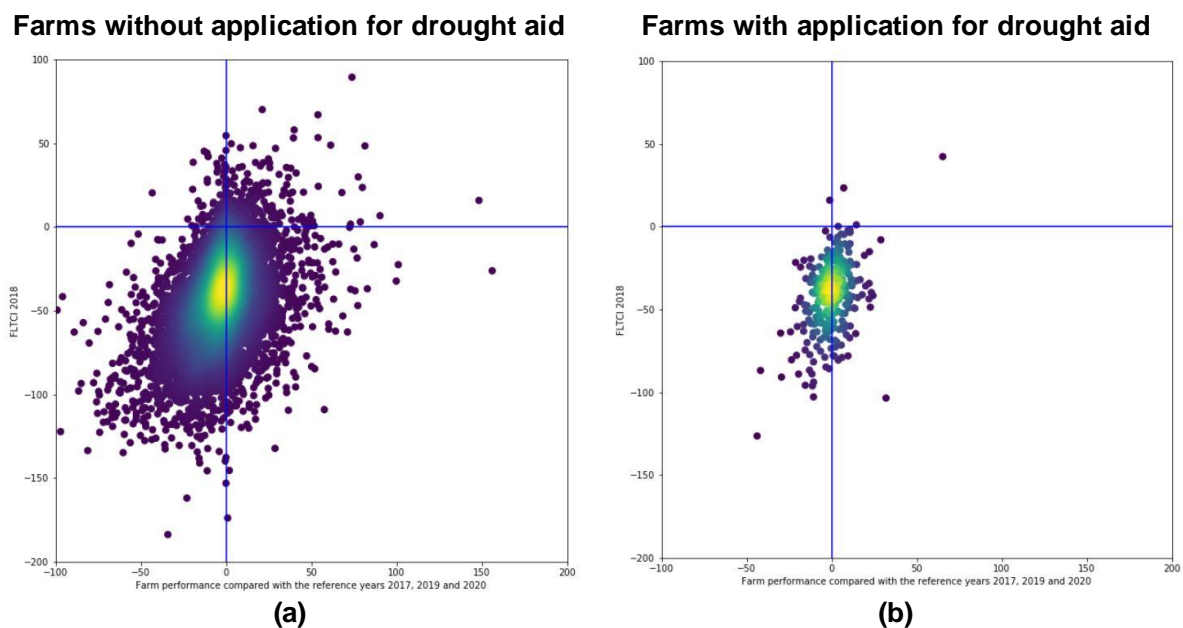 Farms without application for drought aid
100
50
0
−50
−100
−150
−200
FLTCI 2018
−100 −50 0 50 100 150 200
Farm performance compared with the reference years 2017, 2019 and 2020
(a)
Farms with application for drought aid
100
50
0
−50
−100
−150
−200
FLTCI 2018
−100 −50 0 50 100 150 200
Farm performance compared with the reference years 2017, 2019 and 2020
(b)